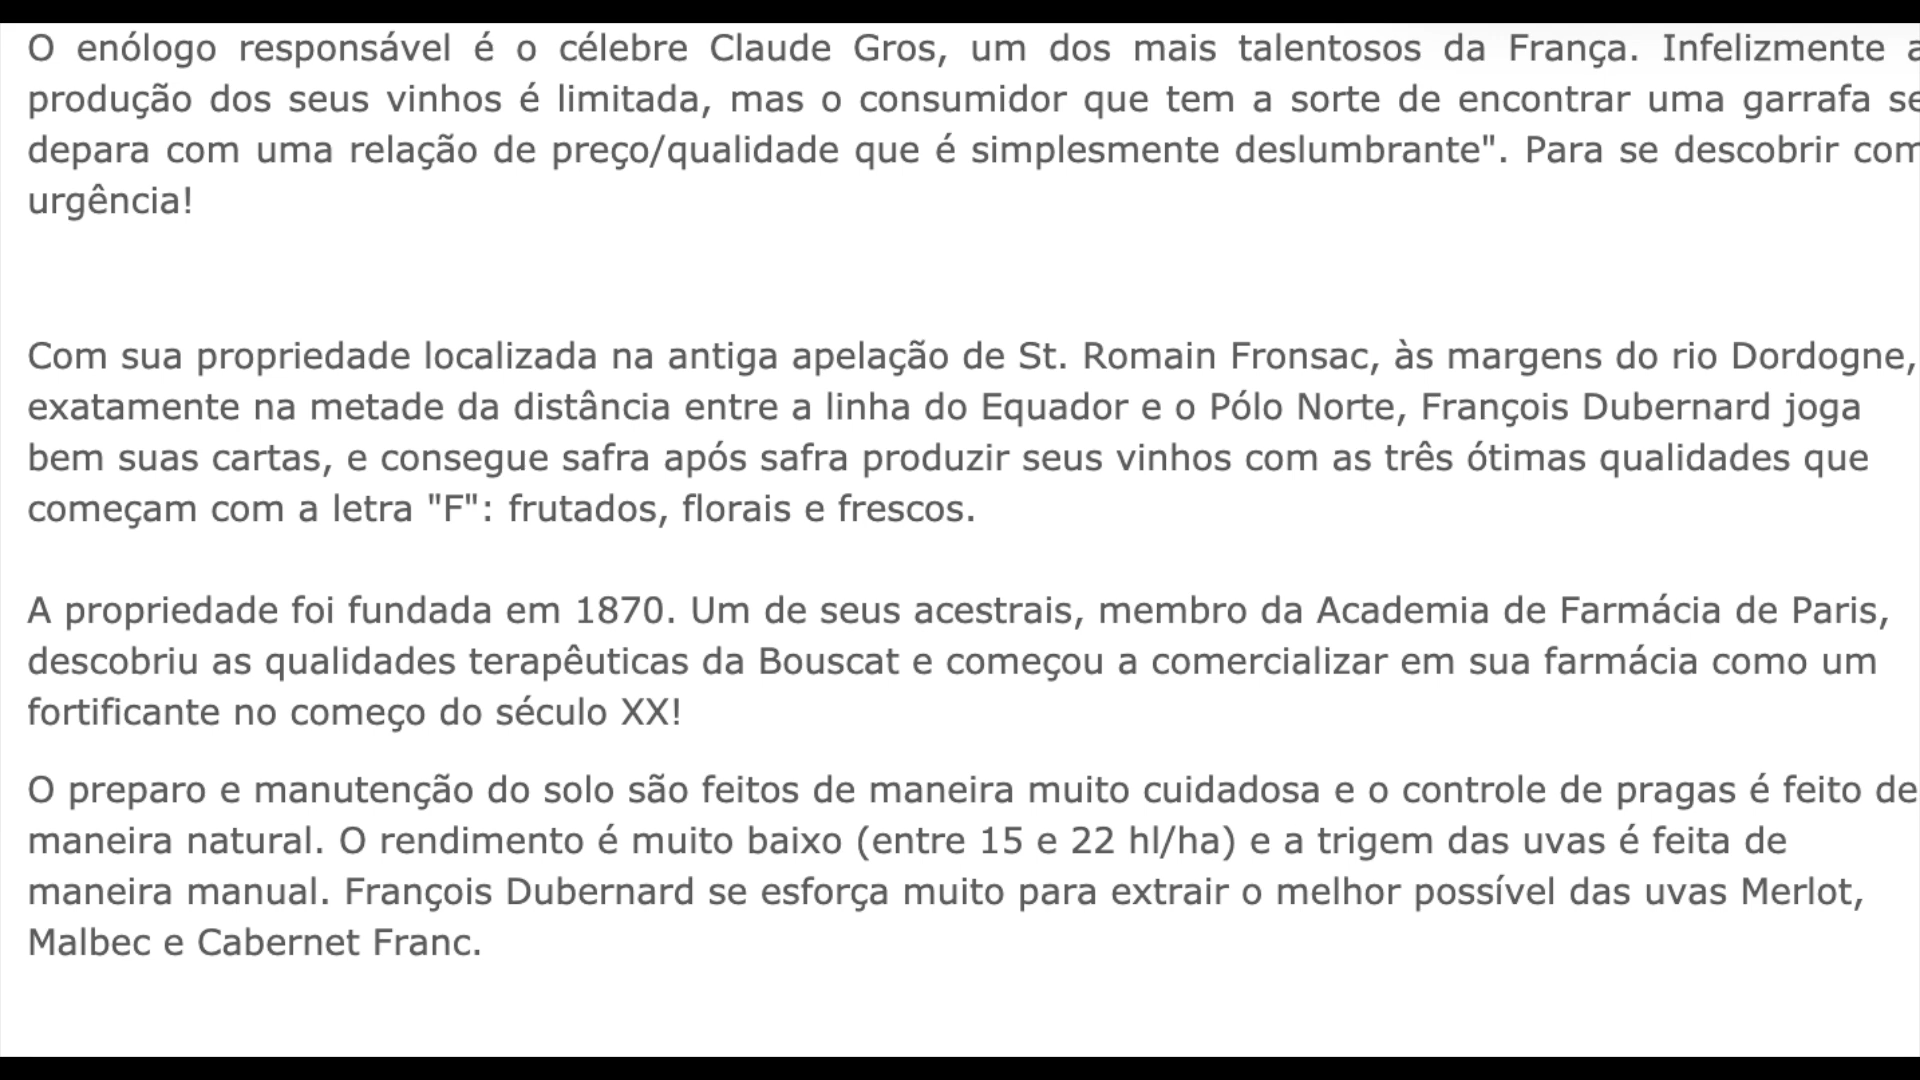 O enólogo responsável é o célebre Claude Gros, um dos mais talentosos da França. Infelizmente a
produção dos seus vinhos é limitada, mas o consumidor que tem a sorte de encontrar uma garrafa se
depara com uma relação de preço/qualidade que é simplesmente deslumbrante". Para se descobrir com
urgência!
Com sua propriedade localizada na antiga apelação de St. Romain Fronsac, às margens do rio Dordogne,
exatamente na metade da distância entre a linha do Equador e o Pólo Norte, François Dubernard joga
bem suas cartas, e consegue safra após safra produzir seus vinhos com as três ótimas qualidades que
começam com a letra "F": frutados, florais e frescos.
A propriedade foi fundada em 1870. Um de seus acestrais, membro da Academia de Farmácia de Paris,
descobriu as qualidades terapêuticas da Bouscat e começou a comercializar em sua farmácia como um
fortificante no começo do século XX!
O preparo e manutenção do solo são feitos de maneira muito cuidadosa e o controle de pragas é feito de
maneira natural. O rendimento é muito baixo (entre 15 e 22 hl/ha) e a trigem das uvas é feita de
maneira manual. François Dubernard se esforça muito para extrair o melhor possível das uvas Merlot,
Malbec e Cabernet Franc.